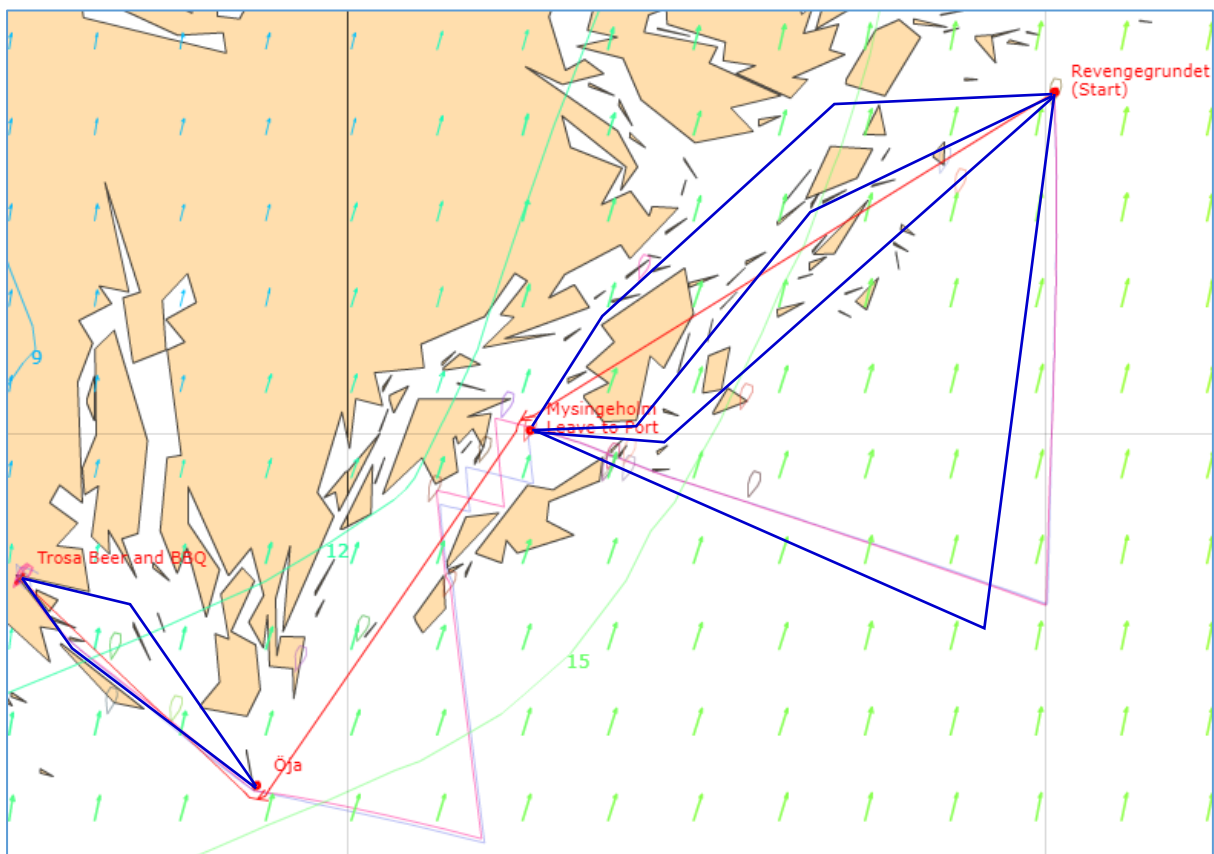 Revengegrundet
(Start)
9
Mysingeholm
Leave to Port
Trosa Beer and BBQ
12
15
Öja